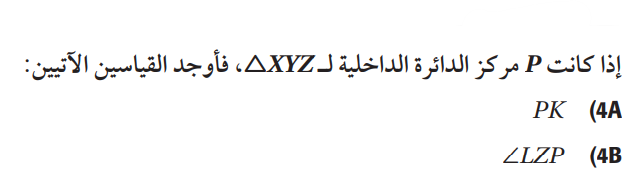 إذا كانت P مركز الدائرة الداخلية لـ △XYZ، فأوجد القياسين الآتيين:
PK (4A
∠LZP (4B